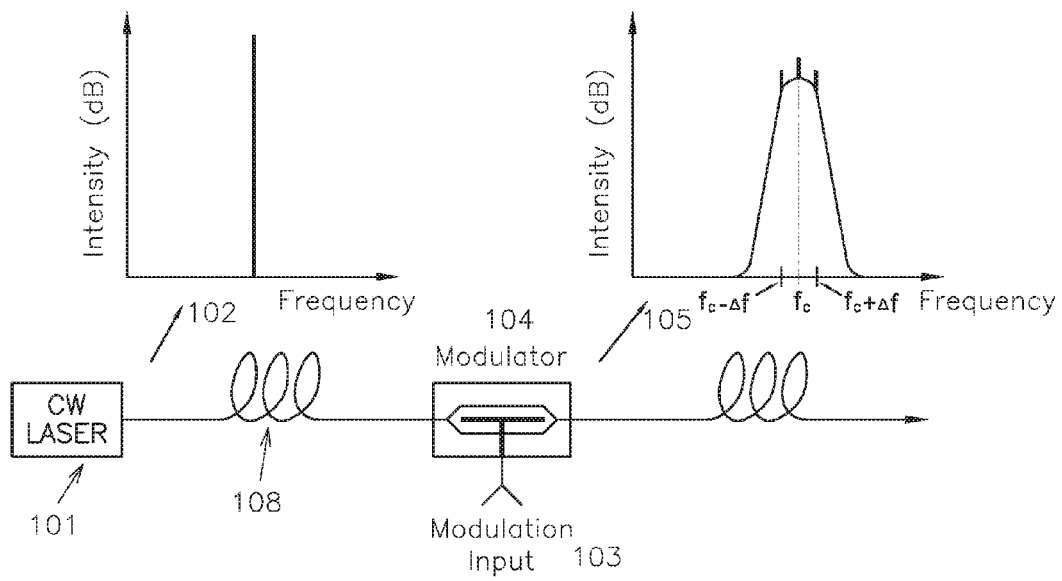 Intensity (dB)
Frequency
102
Intensity (dB)
f_c-Δf
f_c
f_c+Δf
Frequency
105
104
Modulator
CW
LASER
101
108
Modulation
Input
103